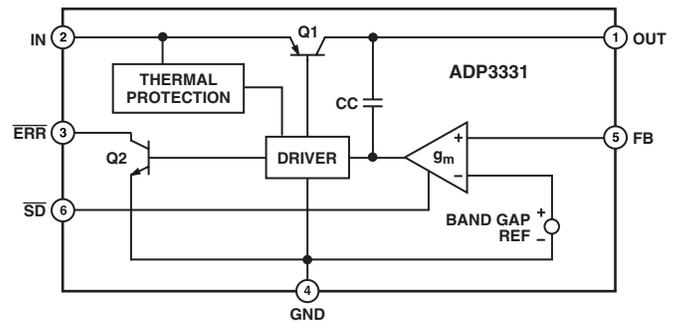 IN 2
Q1
1 OUT
THERMAL
PROTECTION
ADP3331
CC
ERR 3
Q2
DRIVER
gm
+
–
5 FB
SD 6
BAND GAP
REF
+
–
4
GND